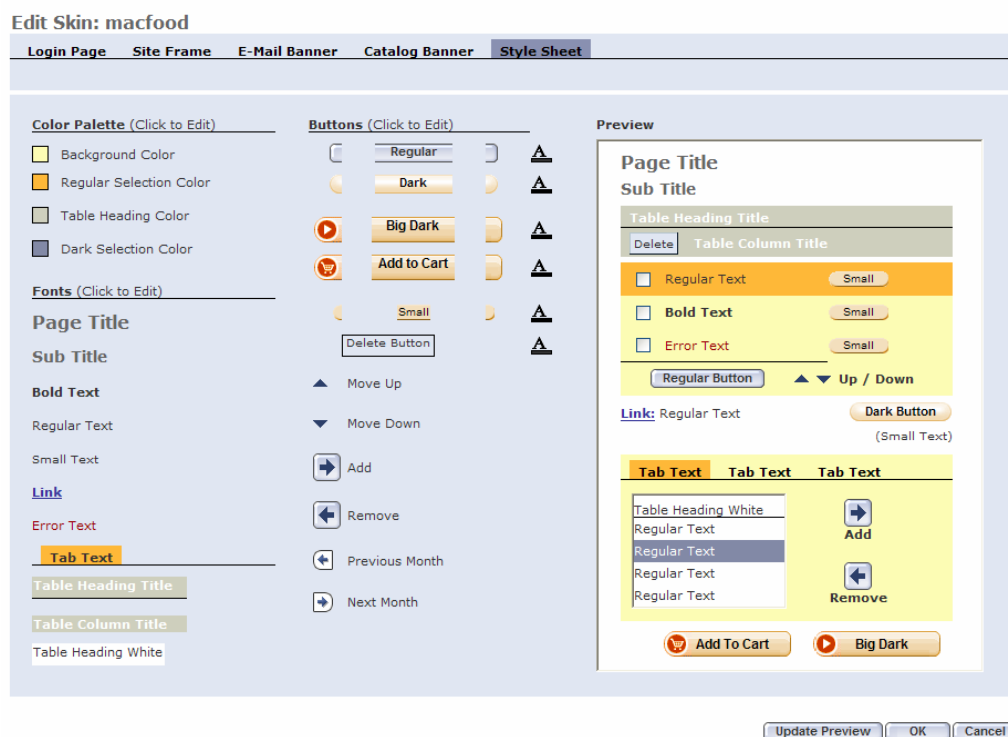 Edit Skin: macfood
Login Page Site Frame E-Mail Banner Catalog Banner Style Sheet
Color Palette (Click to Edit)
Background Color
Regular Selection Color
Table Heading Color
Dark Selection Color
Fonts (Click to Edit)
Page Title
Sub Title
Bold Text
Regular Text
Small Text
Link
Error Text
Tab Text
Table Heading Title
Table Column Title
Table Heading White
Buttons (Click to Edit)
Regular A
Dark A
Big Dark A
Add to Cart A
Small A
Delete Button A
Move Up
Move Down
Add
Remove
Previous Month
Next Month
Preview
Page Title
Sub Title
Table Heading Title
Delete Table Column Title
Regular Text Small
Bold Text Small
Error Text Small
Regular Button Up / Down
Link: Regular Text Dark Button
(Small Text)
Tab Text Tab Text Tab Text
Table Heading White
Regular Text
Regular Text
Regular Text
Regular Text
Add
Remove
Add To Cart Big Dark
Update Preview OK Cancel